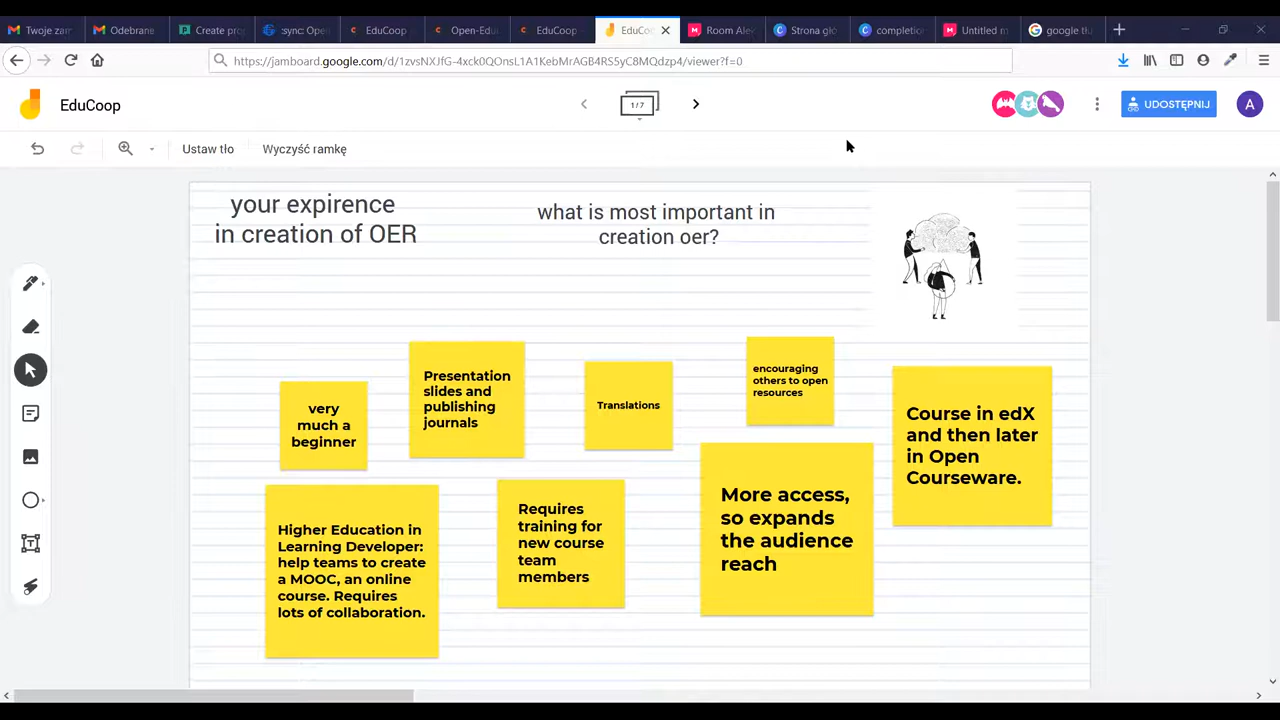 Twoje zam
Odebrane
Create pro
:sync: Ope
EduCoop
Open-Edu
EduCoop
EduCoo
Room Ale
Strona głó
completio
Untitled m
google tłu
https://jamboard.google.com/d/1zvsNXJfG-4xck0QOnsL1A1KebMrAGB4RS5yC8MQdzp4/viewer?f=0
EduCoop
1/7
UDOSTĘPNIJ
A
Ustaw tło
Wyczyść ramkę
your expirence
in creation of OER
what is most important in
creation oer?
very
much a
beginner
Presentation
slides and
publishing
journals
Translations
encouraging
others to open
resources
Course in edX
and then later
in Open
Courseware.
Higher Education in
Learning Developer:
help teams to create
a MOOC, an online
course. Requires
lots of collaboration.
Requires
training for
new course
team
members
More access,
so expands
the audience
reach